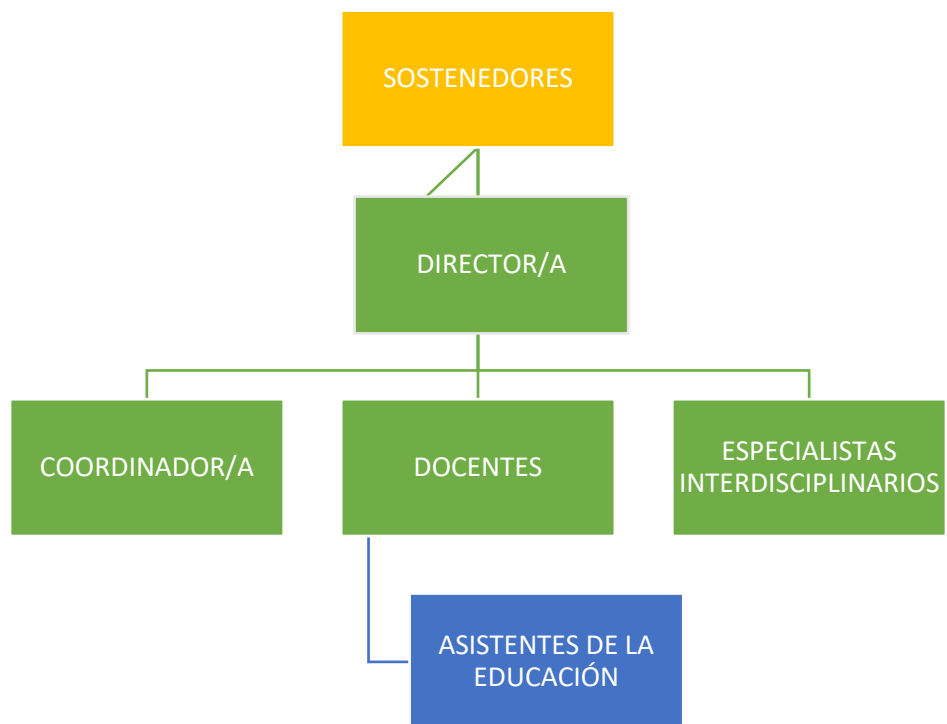 SOSTENEDORES
DIRECTOR/A
COORDINADOR/A
DOCENTES
ESPECIALISTAS
INTERDISCIPLINARIOS
ASISTENTES DE LA
EDUCACIÓN